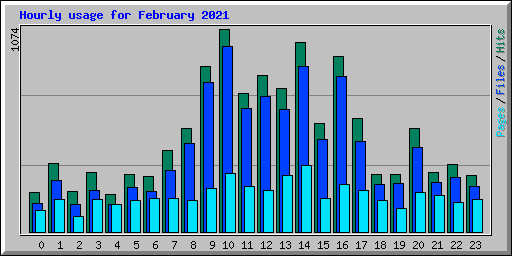 Hourly usage for February 2021
1074
Pages / Files / Hits
0 1 2 3 4 5 6 7 8 9 10 11 12 13 14 15 16 17 18 19 20 21 22 23